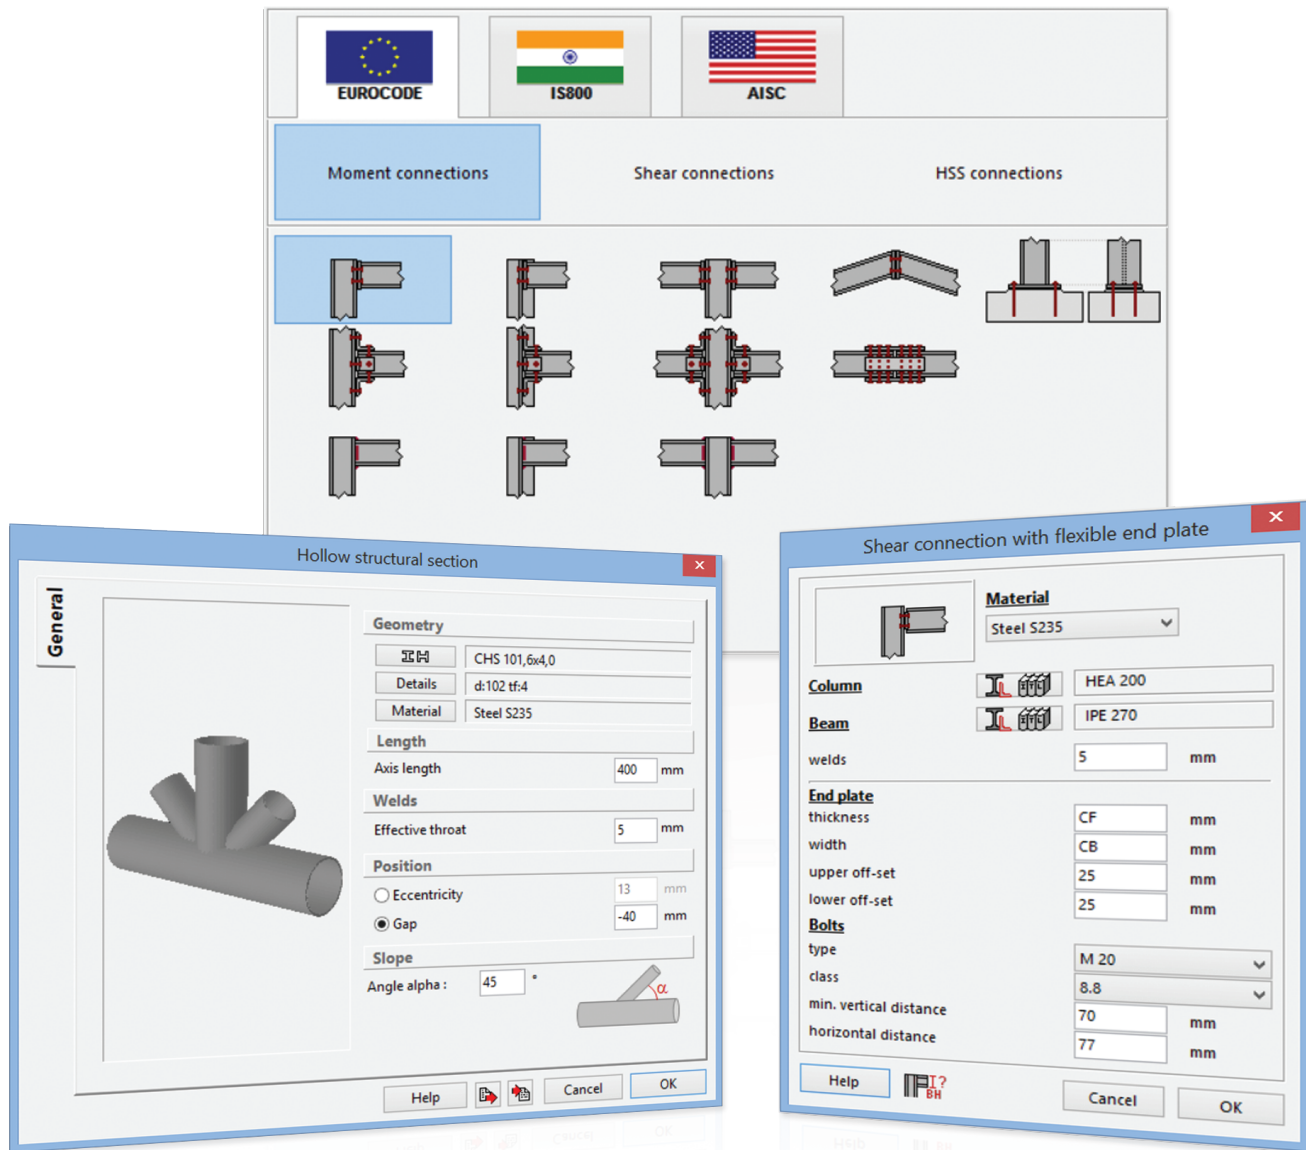 EUROCODE
IS800
AISC
Moment connections
Shear connections
HSS connections
Hollow structural section
General
Geometry
CHS 101,6x4,0
Details
d:102 tf:4
Material
Steel S235
Length
Axis length
400 mm
Welds
Effective throat
5 mm
Position
Eccentricity
13 mm
Gap
-40 mm
Slope
Angle alpha :
45 °
α
Help
Cancel
OK
Shear connection with flexible end plate
Material
Steel S235
Column
HEA 200
Beam
IPE 270
welds
5 mm
End plate
thickness
CF mm
width
CB mm
upper off-set
25 mm
lower off-set
25 mm
Bolts
type
M 20
class
8.8
min. vertical distance
70 mm
horizontal distance
77 mm
Help
I?
BH
Cancel
OK